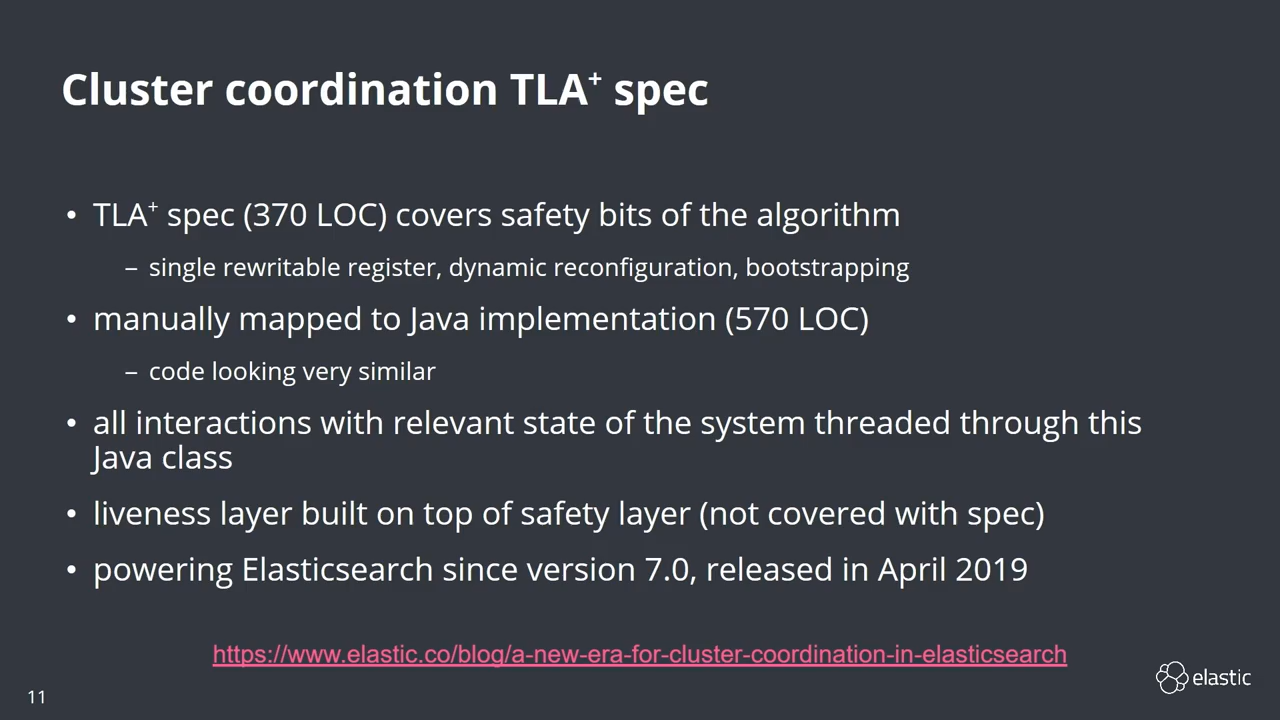 Cluster coordination TLA+ spec
• TLA+ spec (370 LOC) covers safety bits of the algorithm
– single rewritable register, dynamic reconfiguration, bootstrapping
• manually mapped to Java implementation (570 LOC)
– code looking very similar
• all interactions with relevant state of the system threaded through this
Java class
• liveness layer built on top of safety layer (not covered with spec)
• powering Elasticsearch since version 7.0, released in April 2019
https://www.elastic.co/blog/a-new-era-for-cluster-coordination-in-elasticsearch
elastic
11